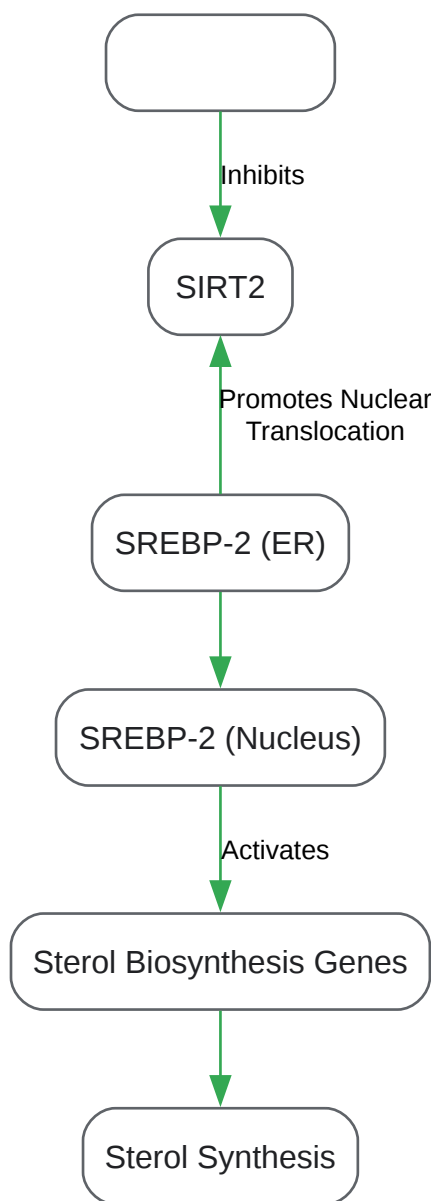 Inhibits
SIRT2
Promotes Nuclear
Translocation
SREBP-2 (ER)
SREBP-2 (Nucleus)
Activates
Sterol Biosynthesis Genes
Sterol Synthesis